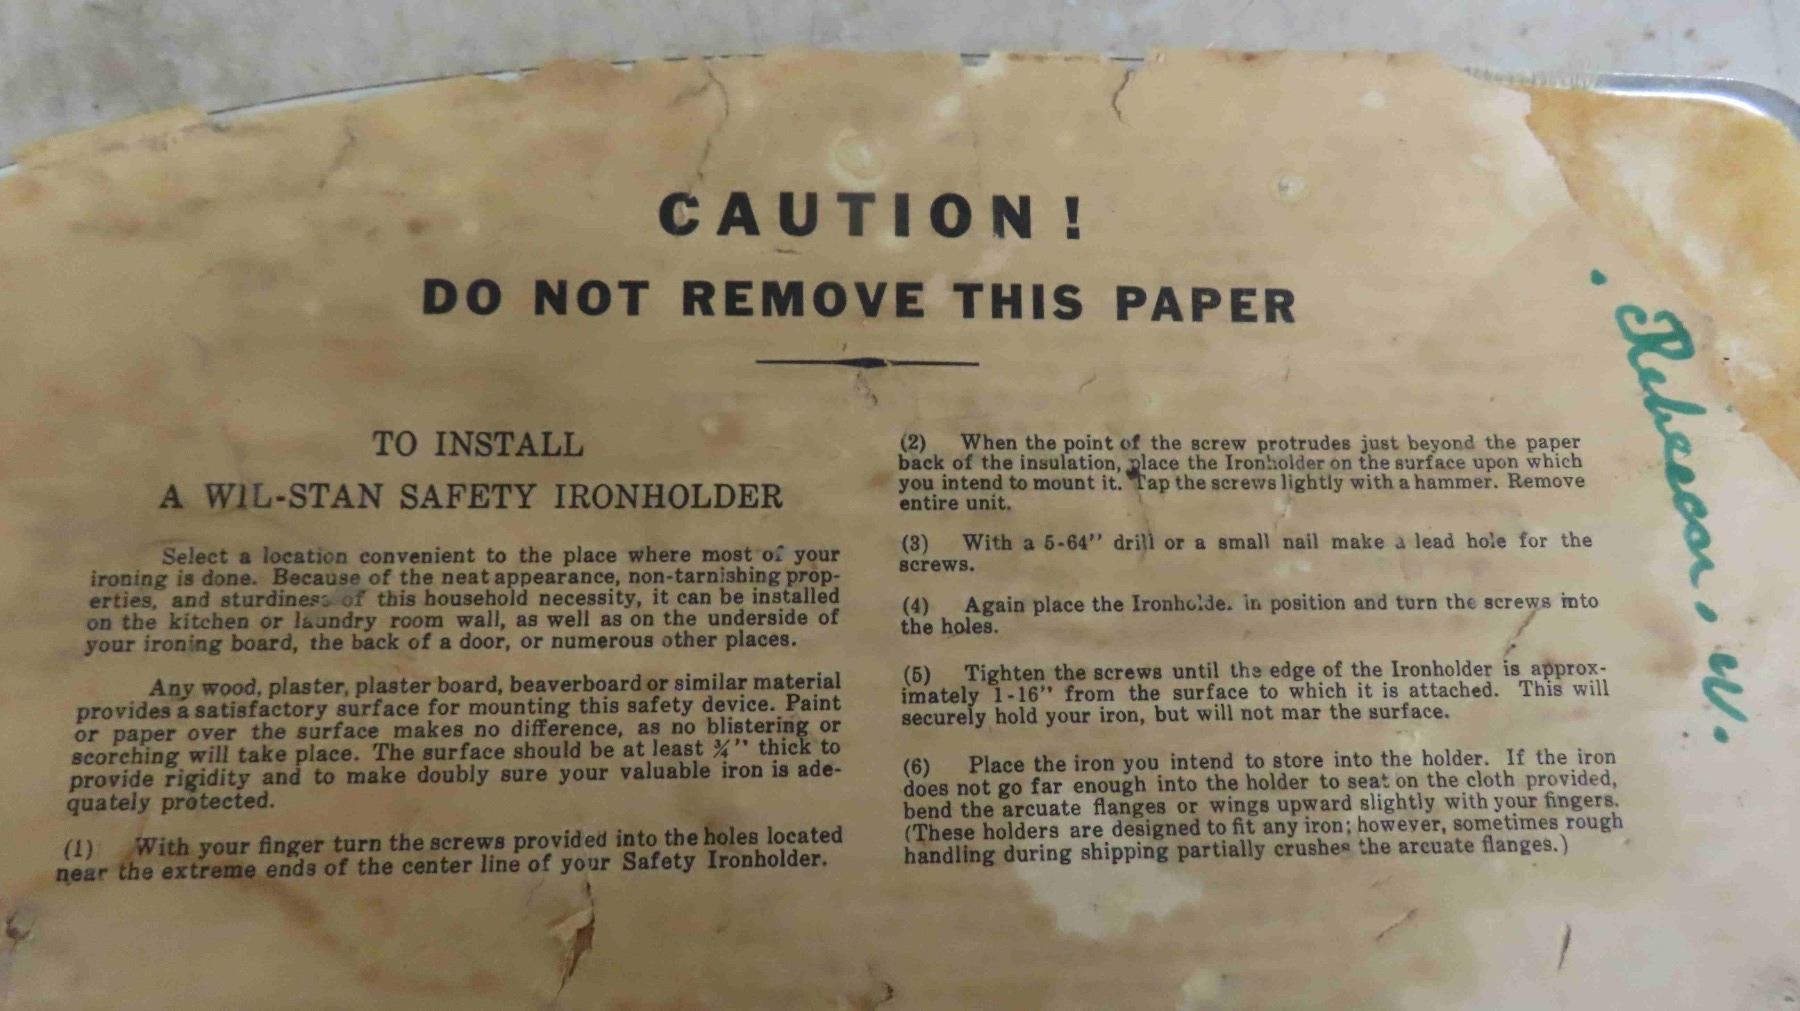 CAUTION!
DO NOT REMOVE THIS PAPER
TO INSTALL
A WIL-STAN SAFETY IRONHOLDER
Select a location convenient to the place where most of your
ironing is done. Because of the neat appearance, non-tarnishing prop-
erties, and sturdiness of this household necessity, it can be installed
on the kitchen or laundry room wall, as well as on the underside of
your ironing board, the back of a door, or numerous other places.
Any wood, plaster, plaster board, beaverboard or similar material
provides a satisfactory surface for mounting this safety device. Paint
or paper over the surface makes no difference, as no blistering or
scorching will take place. The surface should be at least ¾" thick to
provide rigidity and to make doubly sure your valuable iron is ade-
quately protected.
(1) With your finger turn the screws provided into the holes located
near the extreme ends of the center line of your Safety Ironholder.
(2) When the point of the screw protrudes just beyond the paper
back of the insulation, place the Ironholder on the surface upon which
you intend to mount it. Tap the screws lightly with a hammer. Remove
entire unit.
(3) With a 5-64" drill or a small nail make a lead hole for the
screws.
(4) Again place the Ironholder in position and turn the screws into
the holes.
(5) Tighten the screws until the edge of the Ironholder is approx-
imately 1-16" from the surface to which it is attached. This will
securely hold your iron, but will not mar the surface.
(6) Place the iron you intend to store into the holder. If the iron
does not go far enough into the holder to seat on the cloth provided,
bend the arcuate flanges or wings upward slightly with your fingers.
(These holders are designed to fit any iron; however, sometimes rough
handling during shipping partially crushes the arcuate flanges.)